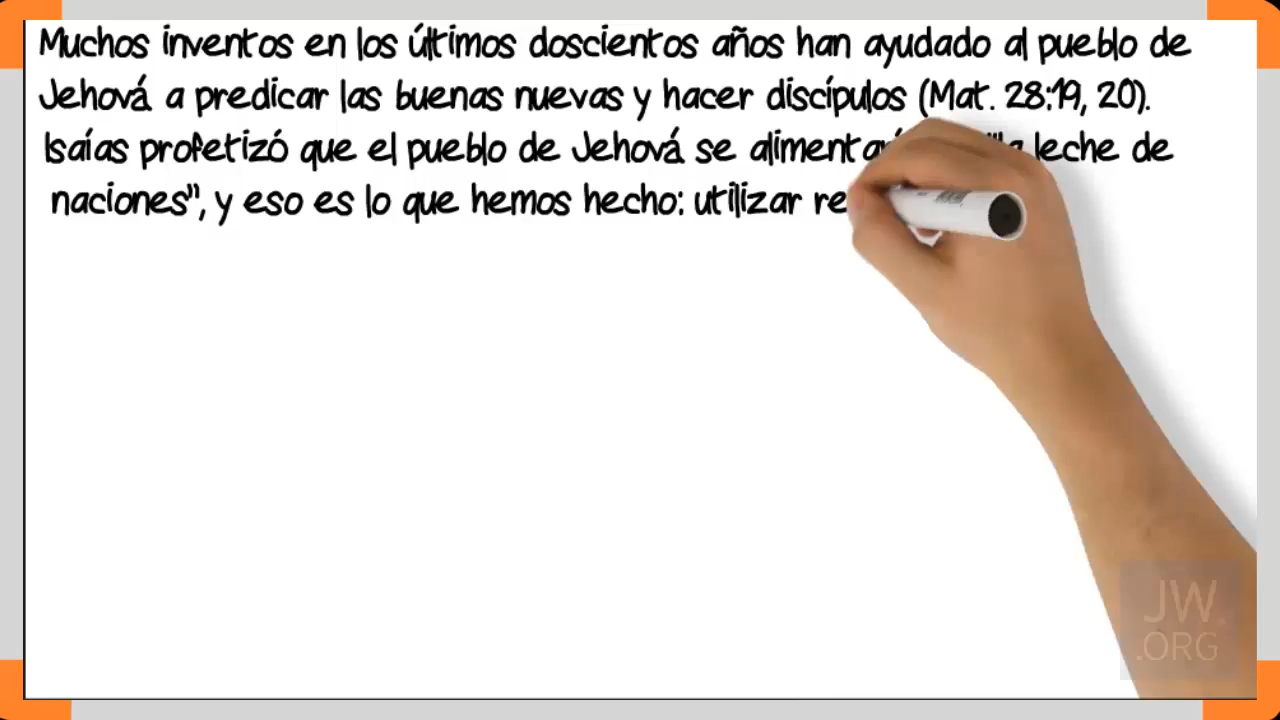 Muchos inventos en los últimos doscientos años han ayudado al pueblo de
Jehová a predicar las buenas nuevas y hacer discípulos (Mat. 28:19, 20).
Isaías profetizó que el pueblo de Jehová se leche de
naciones", y eso es lo que hemos hecho: utilizar
JW
.ORG